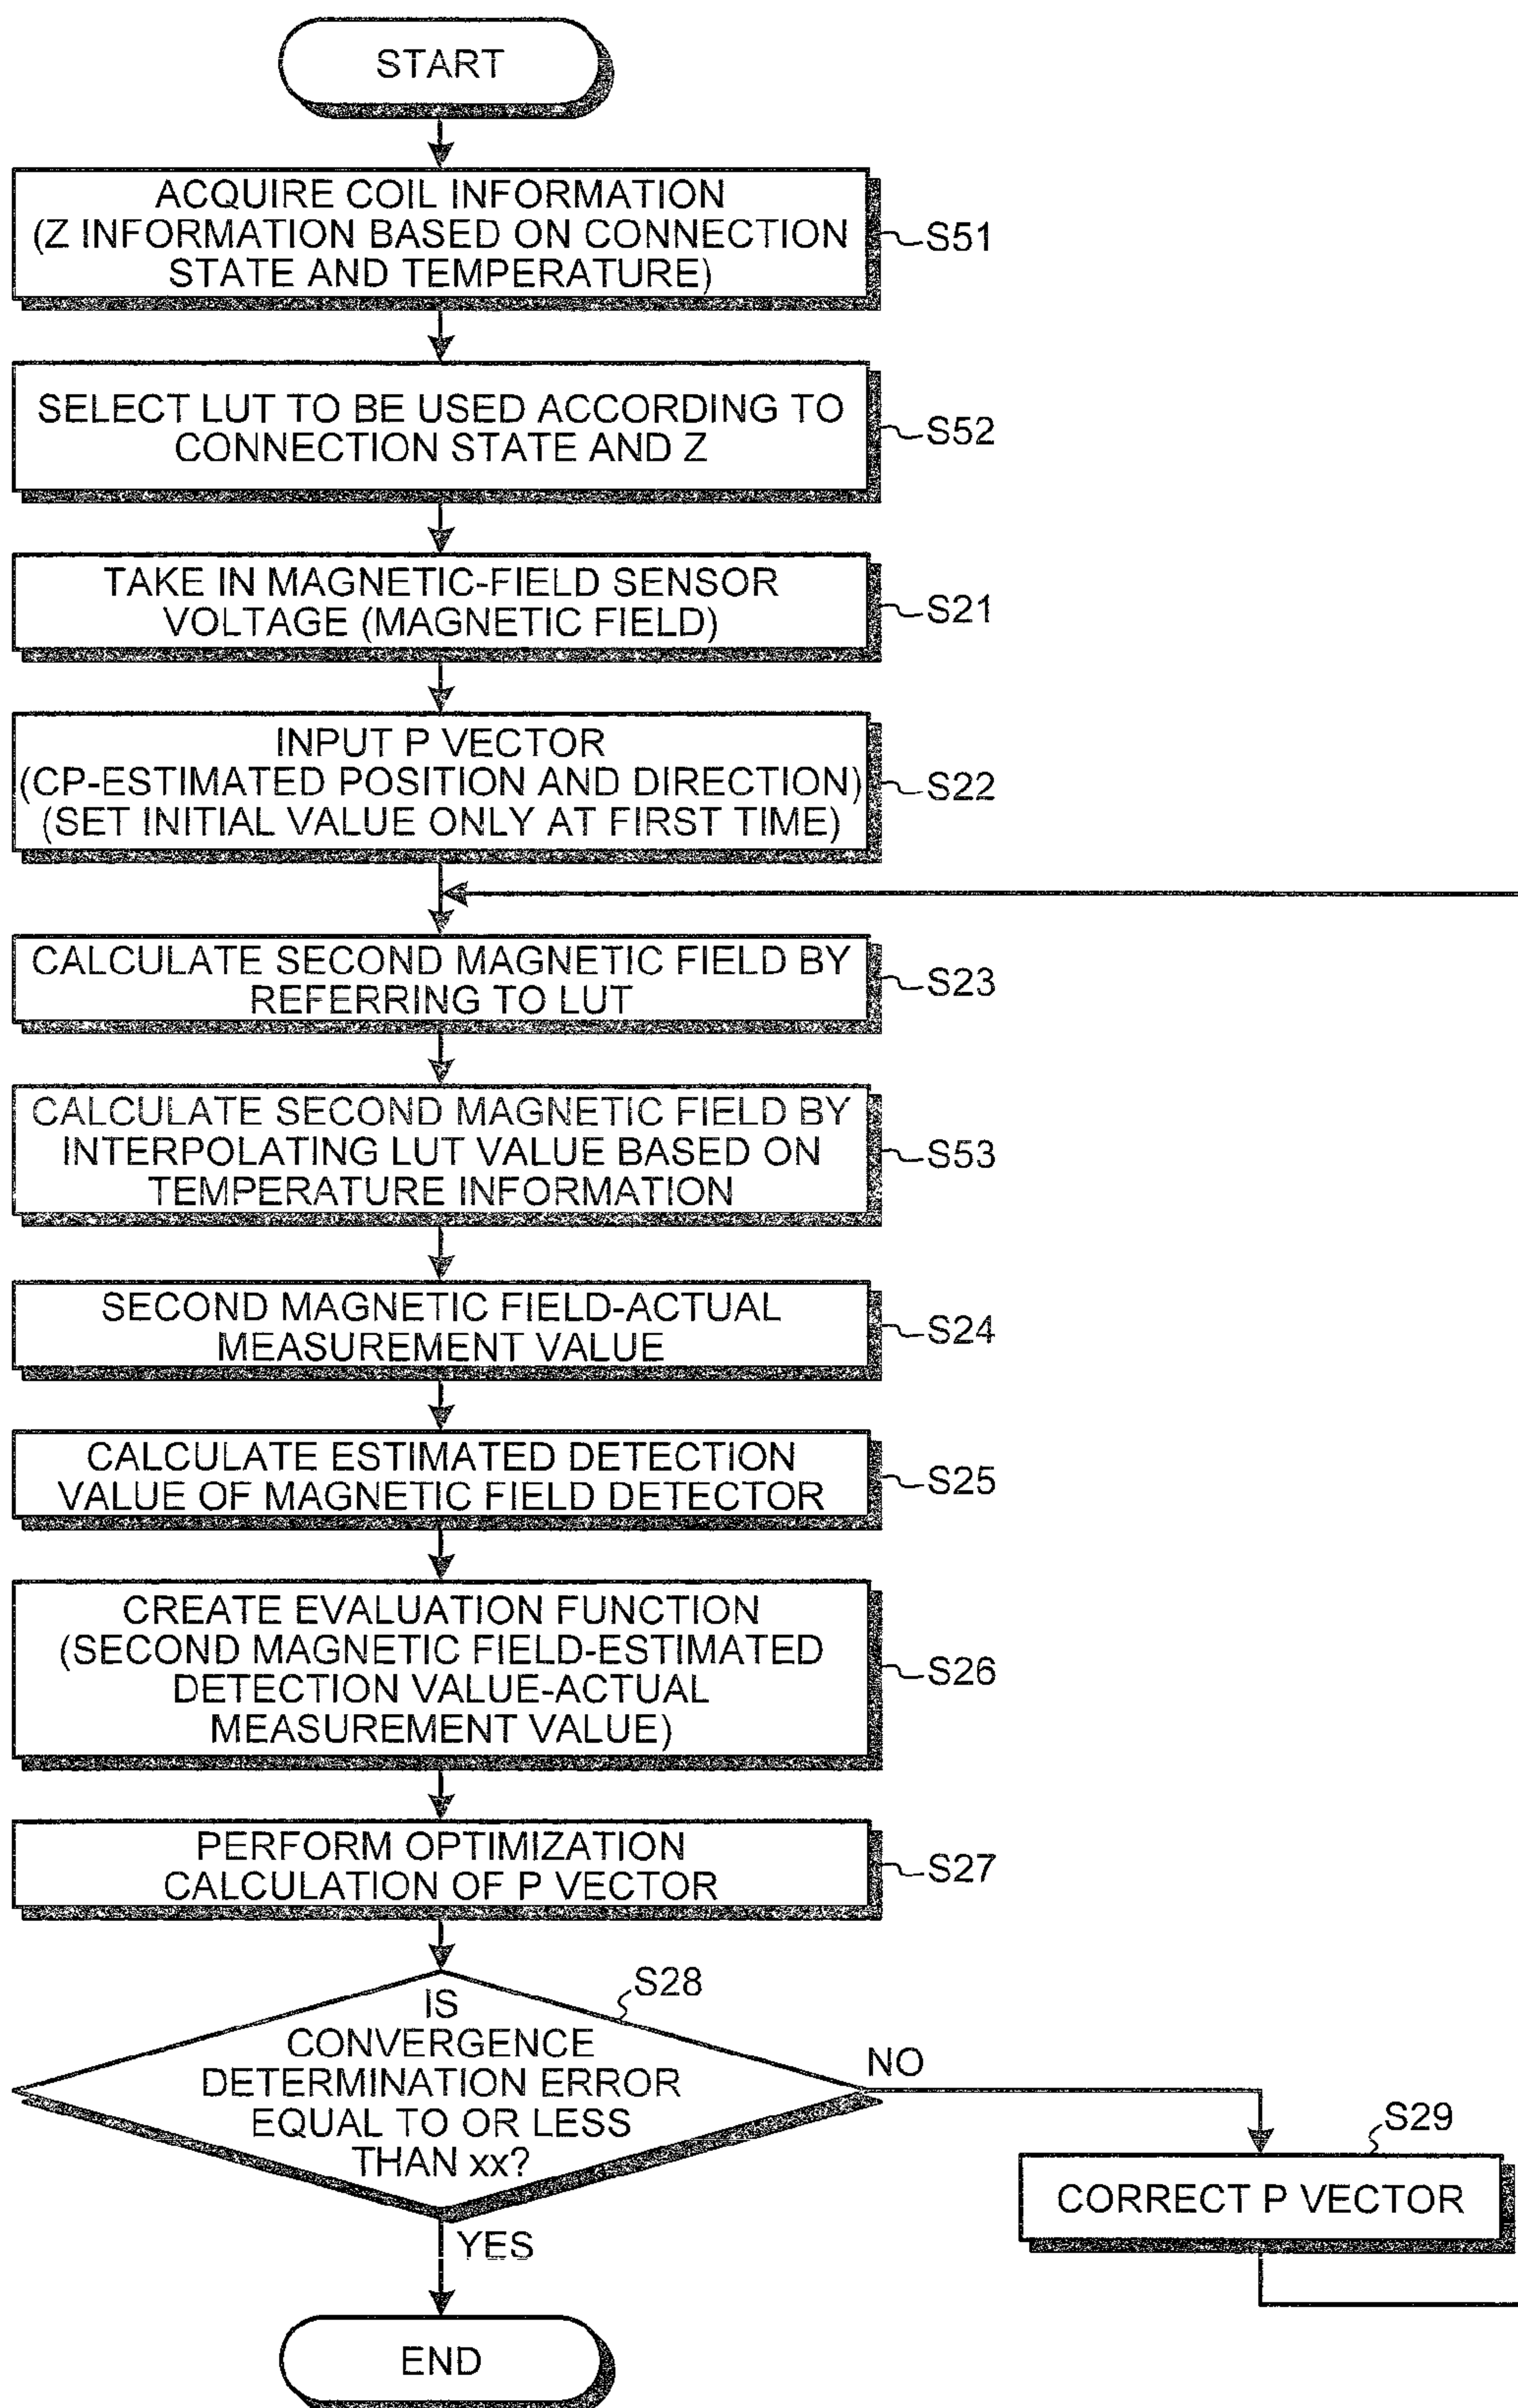 START
ACQUIRE COIL INFORMATION
(Z INFORMATION BASED ON CONNECTION
STATE AND TEMPERATURE)
S51
SELECT LUT TO BE USED ACCORDING TO
CONNECTION STATE AND Z
S52
TAKE IN MAGNETIC-FIELD SENSOR
VOLTAGE (MAGNETIC FIELD)
S21
INPUT P VECTOR
(CP-ESTIMATED POSITION AND DIRECTION)
(SET INITIAL VALUE ONLY AT FIRST TIME)
S22
CALCULATE SECOND MAGNETIC FIELD BY
REFERRING TO LUT
S23
CALCULATE SECOND MAGNETIC FIELD BY
INTERPOLATING LUT VALUE BASED ON
TEMPERATURE INFORMATION
S53
SECOND MAGNETIC FIELD-ACTUAL
MEASUREMENT VALUE
S24
CALCULATE ESTIMATED DETECTION
VALUE OF MAGNETIC FIELD DETECTOR
S25
CREATE EVALUATION FUNCTION
(SECOND MAGNETIC FIELD-ESTIMATED
DETECTION VALUE-ACTUAL
MEASUREMENT VALUE)
S26
PERFORM OPTIMIZATION
CALCULATION OF P VECTOR
S27
S28
IS
CONVERGENCE
DETERMINATION ERROR
EQUAL TO OR LESS
THAN xx?
NO
S29
CORRECT P VECTOR
YES
END